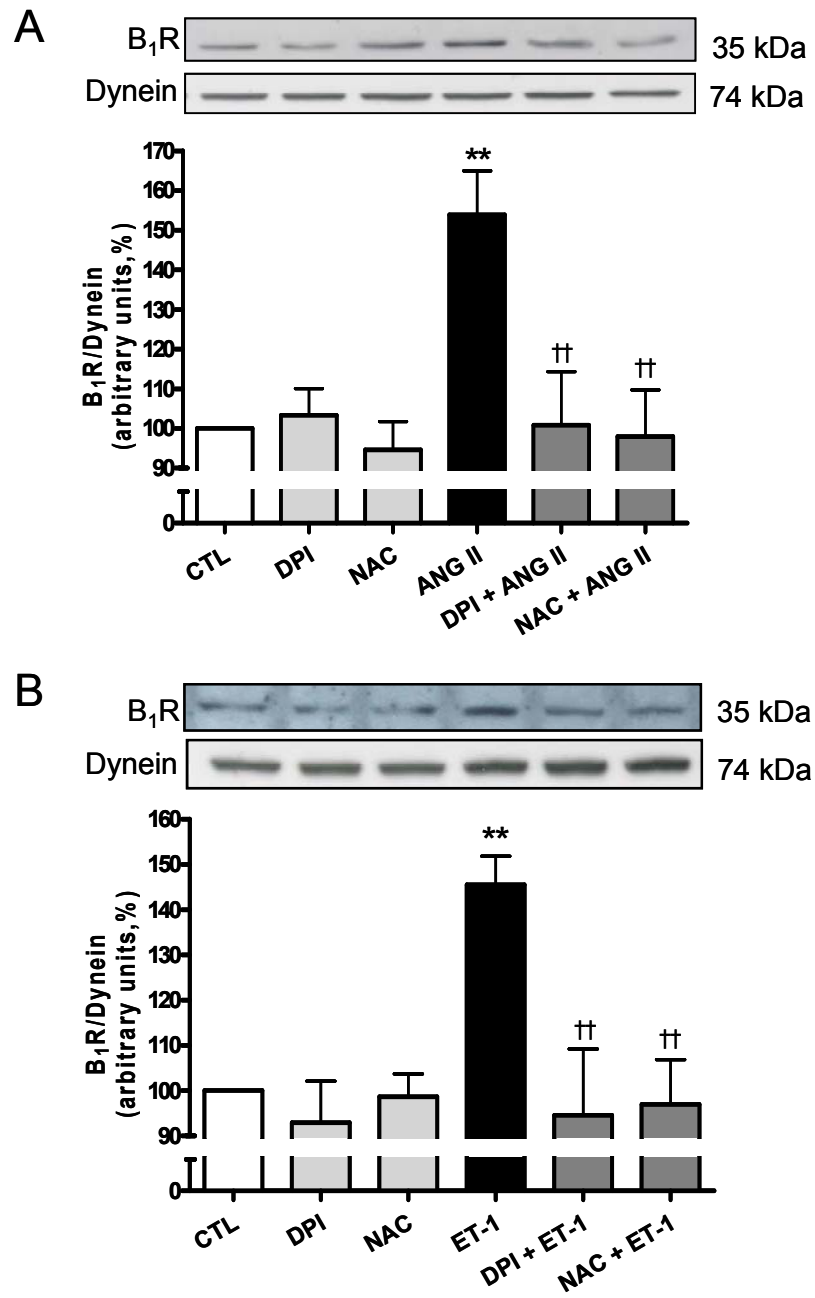 A
B₁R
35 kDa
Dynein
74 kDa
170
160
150
140
130
120
110
100
90
0
B₁R/Dynein
(arbitrary units,%)
**
††
††
CTL
DPI
NAC
ANG II
DPI + ANG II
NAC + ANG II
B
B₁R
35 kDa
Dynein
74 kDa
160
150
140
130
120
110
100
90
0
B₁R/Dynein
(arbitrary units,%)
**
††
††
CTL
DPI
NAC
ET-1
DPI + ET-1
NAC + ET-1